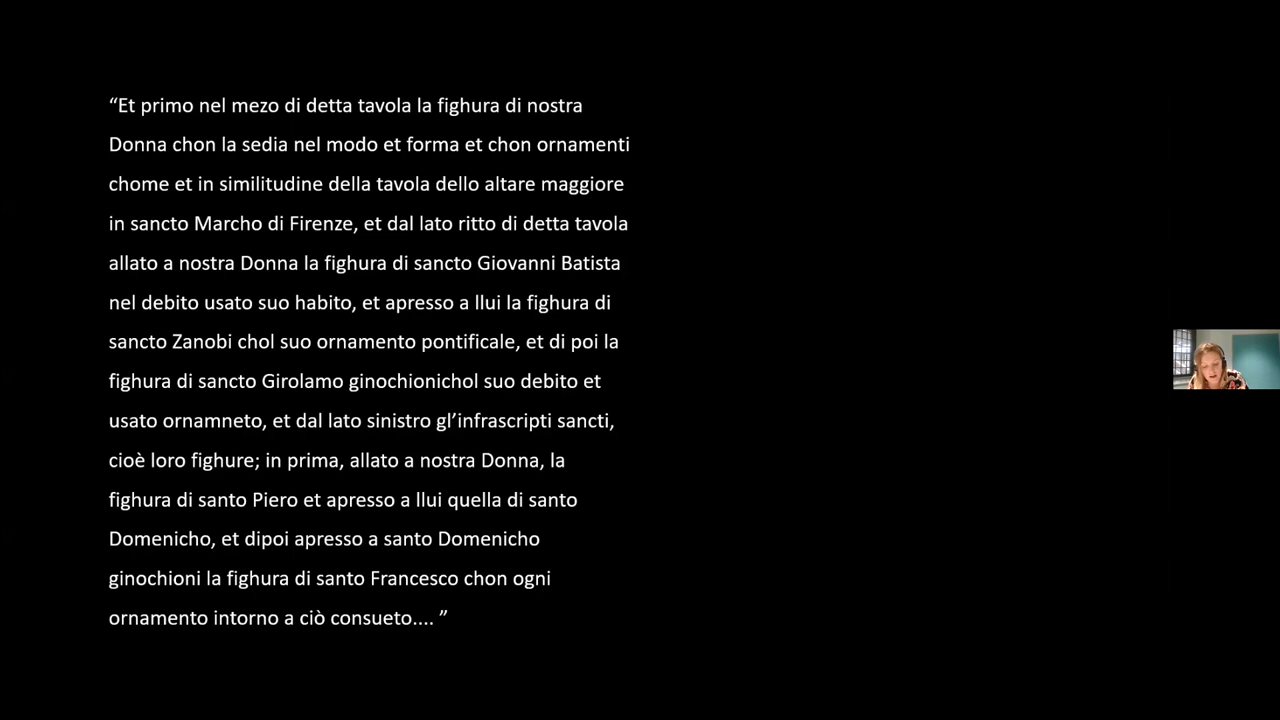 “Et primo nel mezo di detta tavola la fighura di nostra
Donna chon la sedia nel modo et forma et chon ornamenti
chome et in similitudine della tavola dello altare maggiore
in sancto Marcho di Firenze, et dal lato ritto di detta tavola
allato a nostra Donna la fighura di sancto Giovanni Batista
nel debito usato suo habito, et apresso a llui la fighura di
sancto Zanobi chol suo ornamento pontificale, et di poi la
fighura di sancto Girolamo ginochionichol suo debito et
usato ornamneto, et dal lato sinistro gl’infrascripti sancti,
cioè loro fighure; in prima, allato a nostra Donna, la
fighura di santo Piero et apresso a llui quella di santo
Domenicho, et dipoi apresso a santo Domenicho
ginochioni la fighura di santo Francesco chon ogni
ornamento intorno a ciò consueto.... ”